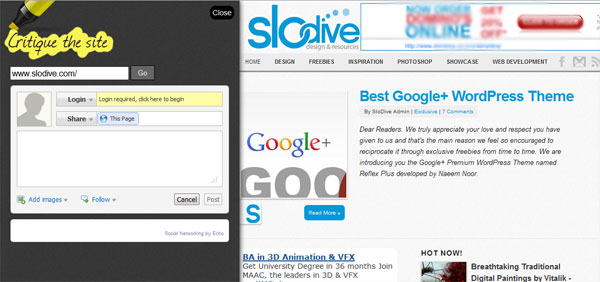 Close
Critique the site
www.slodive.com/
Go
Login
Login required, click here to begin
Share
This Page
Add images
Follow
Cancel
Post
Social Networking by Echo
slodive
design & resources
NOW ORDER
DOMINO'S
ONLINE
GET
20%
OFF
HOME
DESIGN
FREEBIES
INSPIRATION
PHOTOSHOP
SHOWCASE
WEB DEVELOPMENT
Google+
GOO
S
Read More »
Best Google+ WordPress Theme
By SloDive Admin | Exclusive | 7 Comments
Dear Readers. We truly appreciate your love and respect you have
given to us and that's the main reason we feel so encouraged to
reciprocate it through exclusive freebies from time to time. We are
introducing you the Google+ Premium WordPress Theme named
Reflex Plus developed by Naeem Noor.
BA in 3D Animation & VFX
Get University Degree in 36 months Join
MAAC, the leaders in 3D & VFX
HOT NOW!
Breathtaking Traditional
Digital Paintings by Vitalik -